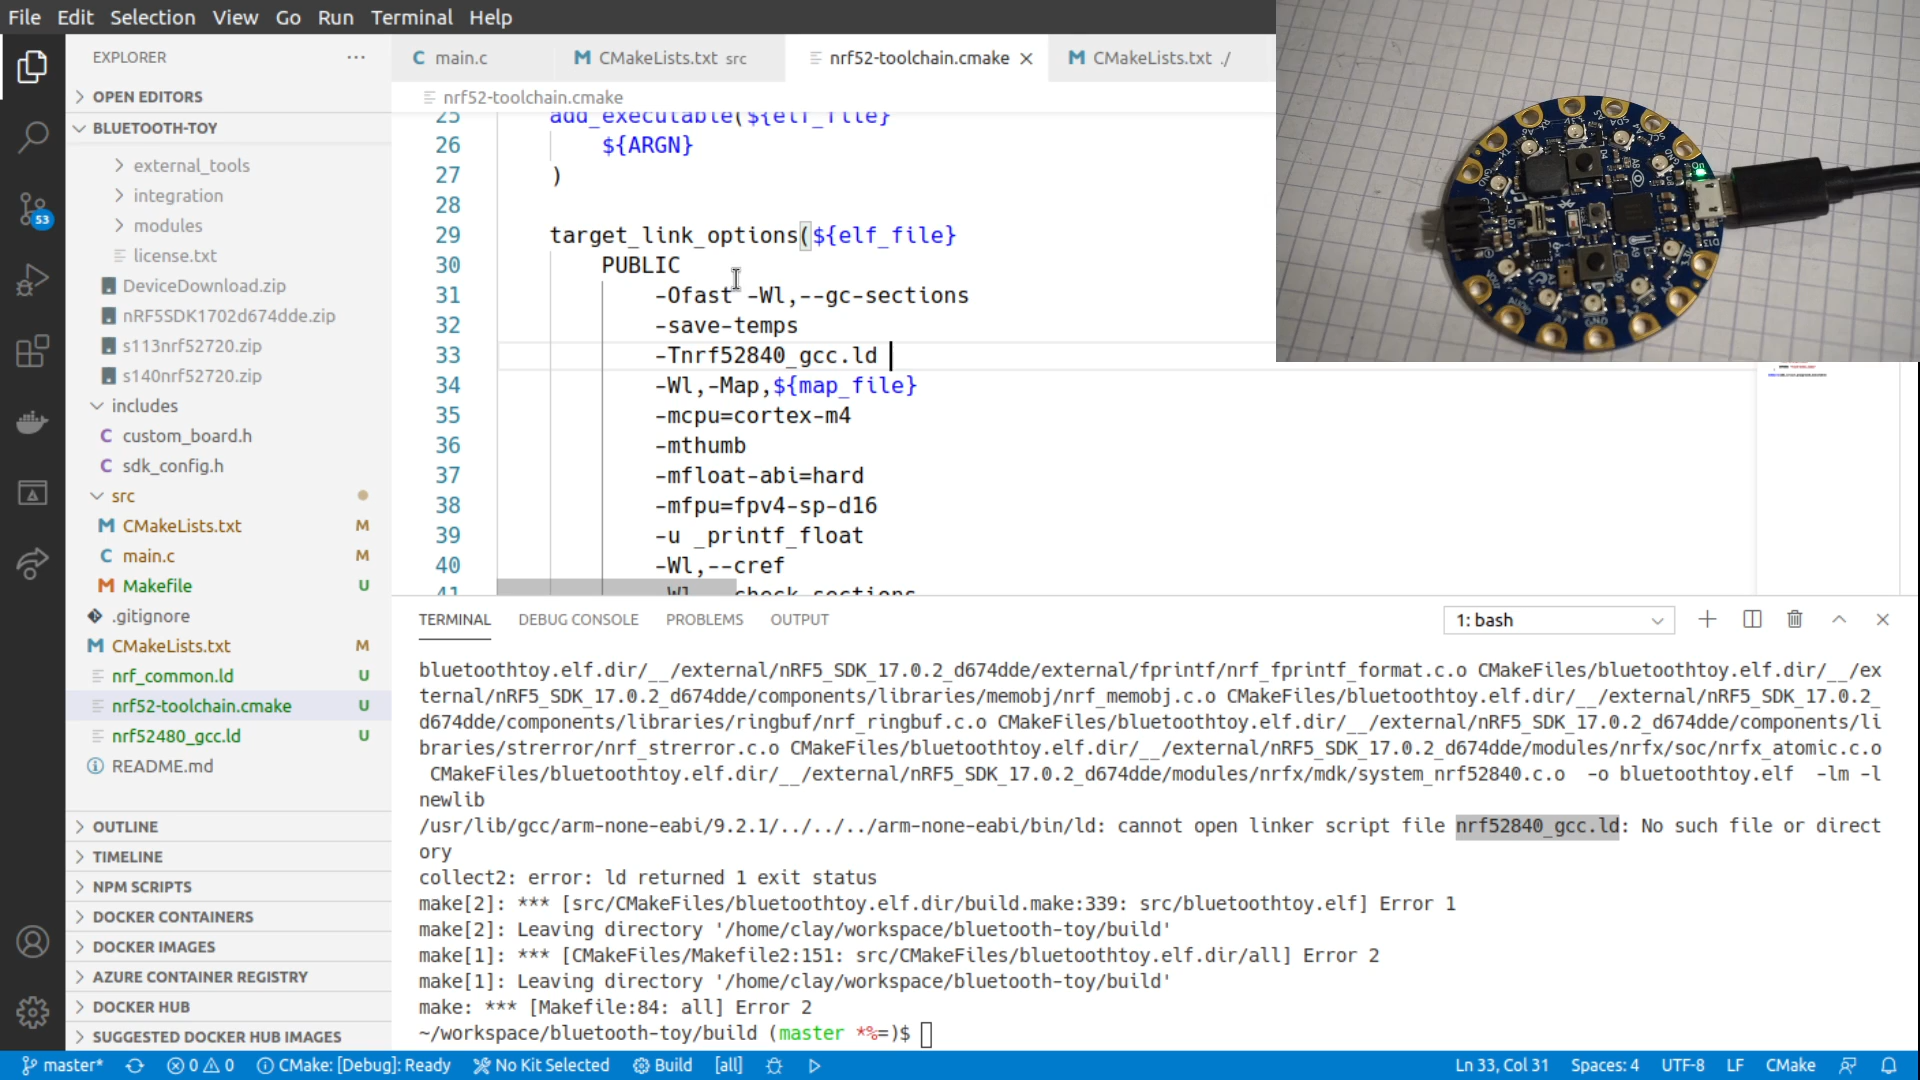 File Edit Selection View Go Run Terminal Help
EXPLORER ···
main.c
CMakeLists.txt src
nrf52-toolchain.cmake
CMakeLists.txt ./
OPEN EDITORS
nrf52-toolchain.cmake
BLUETOOTH-TOY
external_tools
integration
modules
license.txt
DeviceDownload.zip
nRF5SDK1702d674dde.zip
s113nrf52720.zip
s140nrf52720.zip
includes
C custom_board.h
C sdk_config.h
src
CMakeLists.txt M
C main.c M
Makefile U
.gitignore
CMakeLists.txt M
nrf_common.ld U
nrf52-toolchain.cmake U
nrf52480_gcc.ld U
README.md
OUTLINE
TIMELINE
NPM SCRIPTS
DOCKER CONTAINERS
DOCKER IMAGES
AZURE CONTAINER REGISTRY
DOCKER HUB
SUGGESTED DOCKER HUB IMAGES
53
25 add_executable(${elf_file}
26 ${ARGN}
27 )
28
29 target_link_options(${elf_file}
30 PUBLIC
31 -Ofast -Wl,--gc-sections
32 -save-temps
33 -Tnrf52840_gcc.ld
34 -Wl,-Map,${map_file}
35 -mcpu=cortex-m4
36 -mthumb
37 -mfloat-abi=hard
38 -mfpu=fpv4-sp-d16
39 -u _printf_float
40 -Wl,--cref
41 -Wl,--check-sections
TERMINAL DEBUG CONSOLE PROBLEMS OUTPUT 1: bash
bluetoothtoy.elf.dir/__/external/nRF5_SDK_17.0.2_d674dde/external/fprintf/nrf_fprintf_format.c.o CMakeFiles/bluetoothtoy.elf.dir/__/ex
ternal/nRF5_SDK_17.0.2_d674dde/components/libraries/memobj/nrf_memobj.c.o CMakeFiles/bluetoothtoy.elf.dir/__/external/nRF5_SDK_17.0.2_
d674dde/components/libraries/ringbuf/nrf_ringbuf.c.o CMakeFiles/bluetoothtoy.elf.dir/__/external/nRF5_SDK_17.0.2_d674dde/components/li
braries/strerror/nrf_strerror.c.o CMakeFiles/bluetoothtoy.elf.dir/__/external/nRF5_SDK_17.0.2_d674dde/modules/nrfx/soc/nrfx_atomic.c.o
CMakeFiles/bluetoothtoy.elf.dir/__/external/nRF5_SDK_17.0.2_d674dde/modules/nrfx/mdk/system_nrf52840.c.o -o bluetoothtoy.elf -lm -l
newlib
/usr/lib/gcc/arm-none-eabi/9.2.1/../../../arm-none-eabi/bin/ld: cannot open linker script file nrf52840_gcc.ld: No such file or direct
ory
collect2: error: ld returned 1 exit status
make[2]: *** [src/CMakeFiles/bluetoothtoy.elf.dir/build.make:339: src/bluetoothtoy.elf] Error 1
make[2]: Leaving directory '/home/clay/workspace/bluetooth-toy/build'
make[1]: *** [CMakeFiles/Makefile2:151: src/CMakeFiles/bluetoothtoy.elf.dir/all] Error 2
make[1]: Leaving directory '/home/clay/workspace/bluetooth-toy/build'
make: *** [Makefile:84: all] Error 2
~/workspace/bluetooth-toy/build (master *%=)$
master* 0 0 CMake: [Debug]: Ready No Kit Selected Build [all] Ln 33, Col 31 Spaces: 4 UTF-8 LF CMake